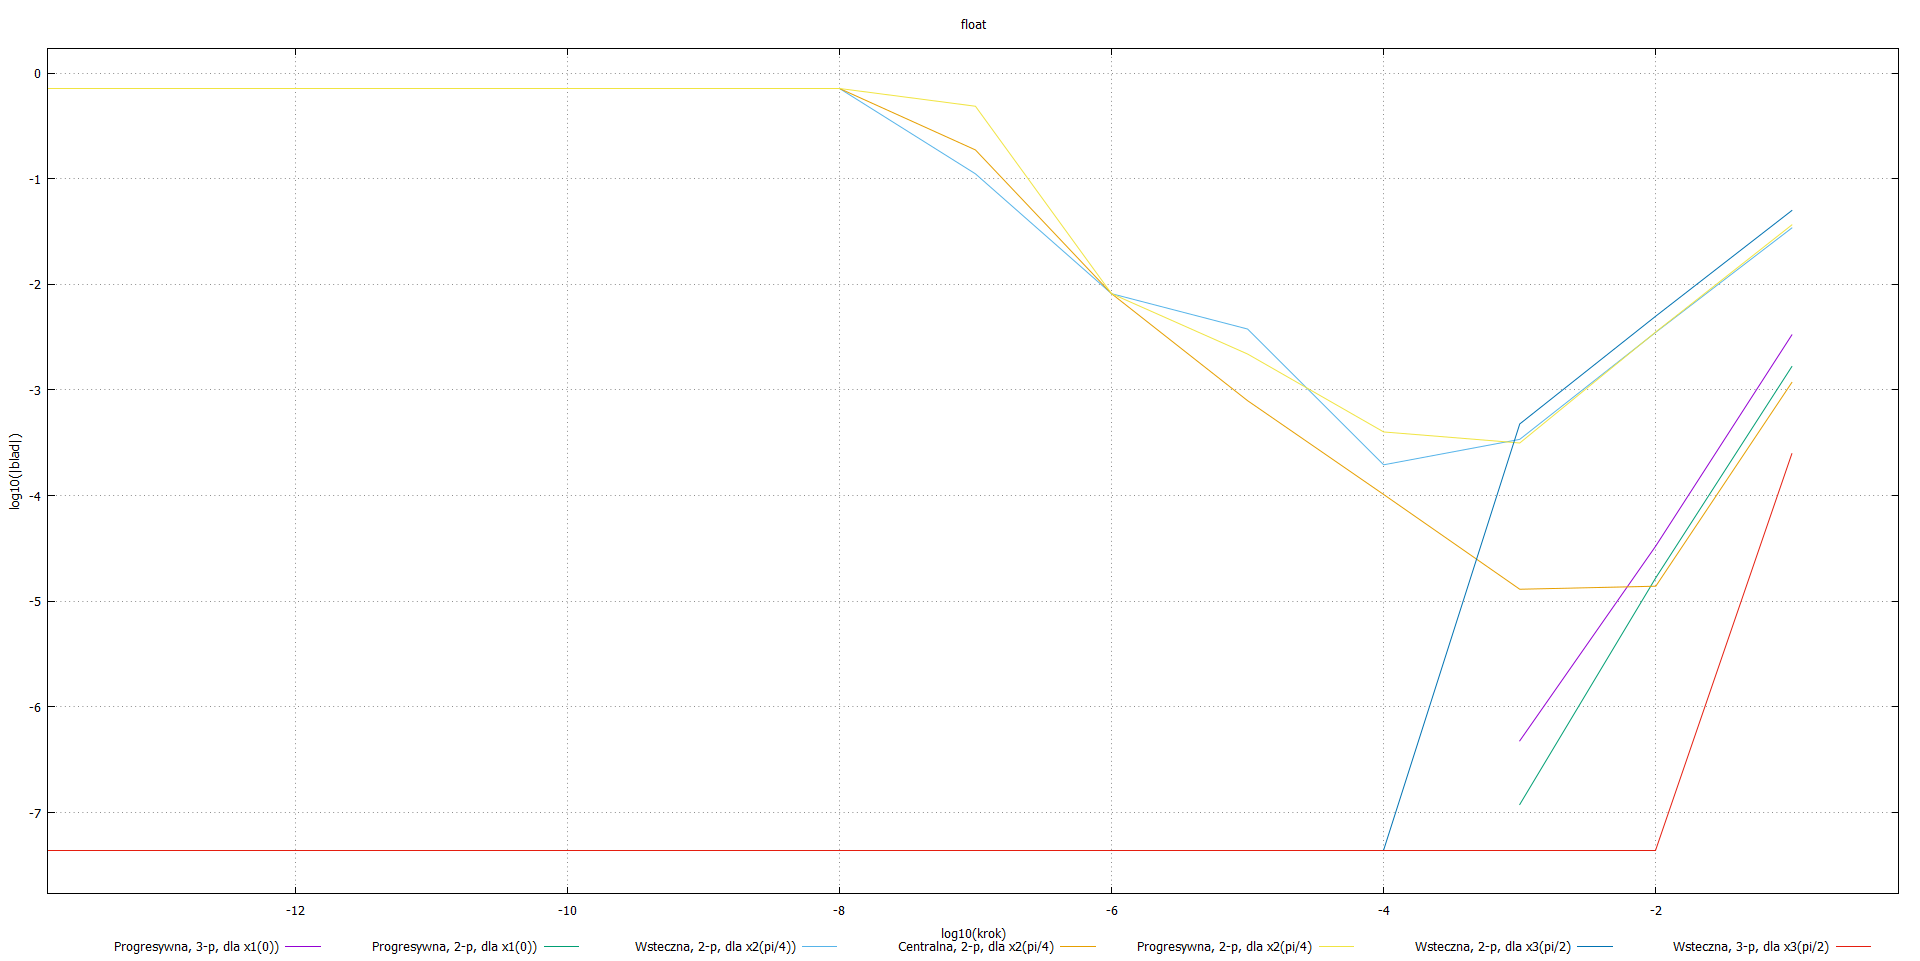 float
0
-1
-2
-3
-4
-5
-6
-7
log10(|blad|)
-12 -10 -8 -6 -4 -2
log10(krok)
Progresywna, 3-p, dla x1(0)) Progresywna, 2-p, dla x1(0)) Wsteczna, 2-p, dla x2(pi/4)) Centralna, 2-p, dla x2(pi/4) Progresywna, 2-p, dla x2(pi/4) Wsteczna, 2-p, dla x3(pi/2) Wsteczna, 3-p, dla x3(pi/2)